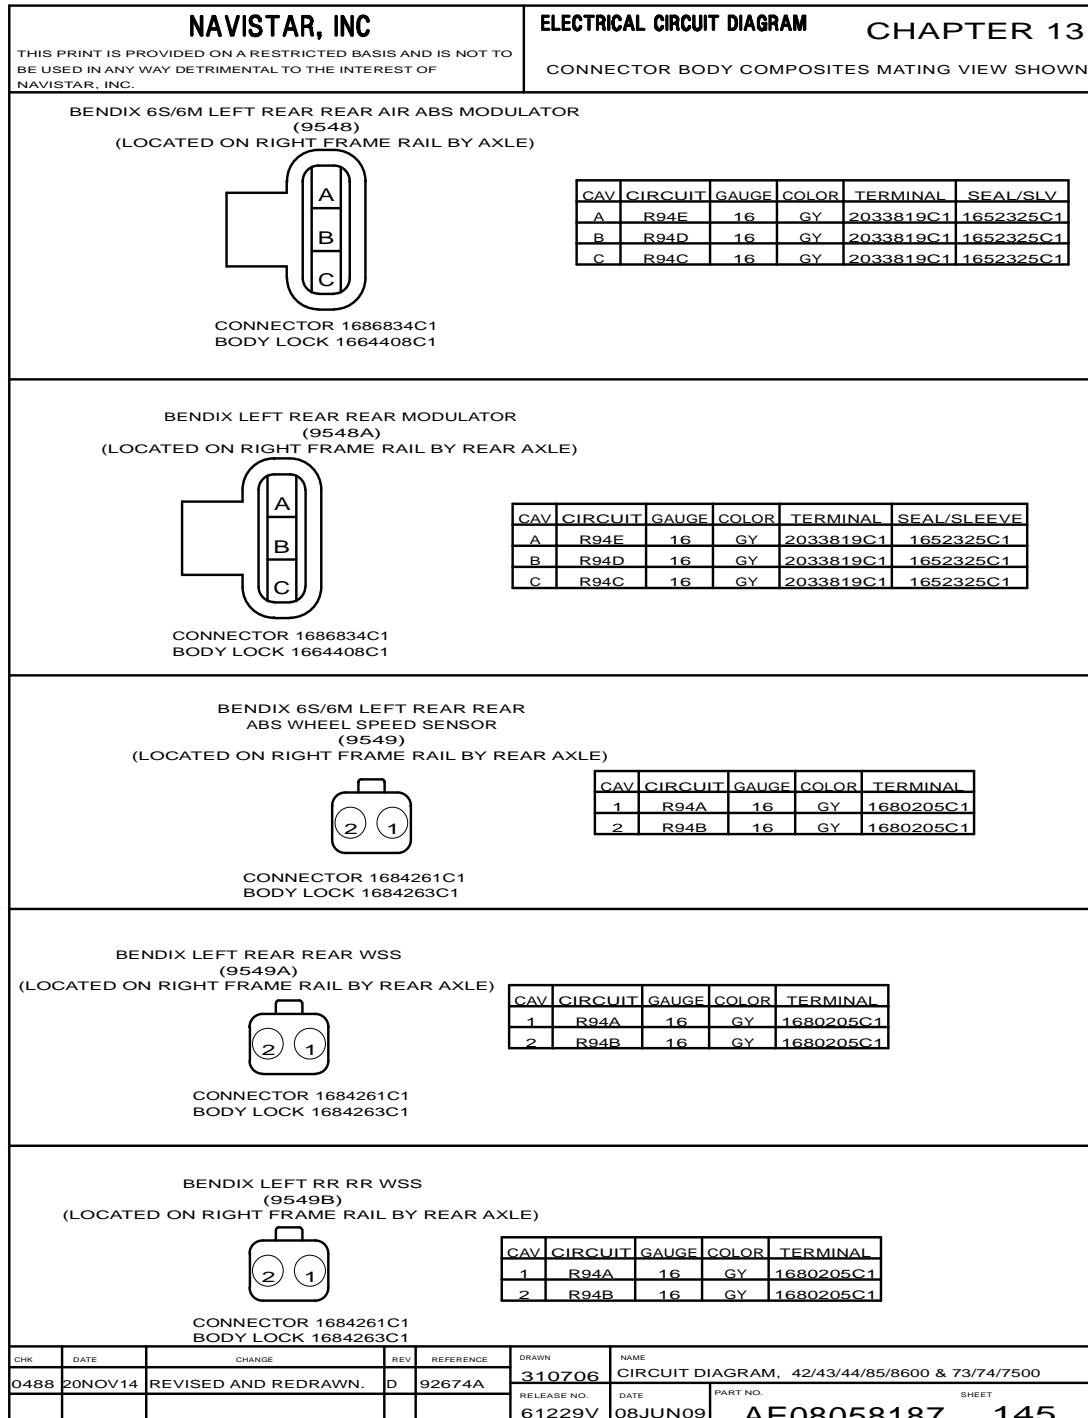 NAVISTAR, INC
THIS PRINT IS PROVIDED ON A RESTRICTED BASIS AND IS NOT TO
BE USED IN ANY WAY DETRIMENTAL TO THE INTEREST OF
NAVISTAR, INC.
ELECTRICAL CIRCUIT DIAGRAM CHAPTER 13
CONNECTOR BODY COMPOSITES MATING VIEW SHOWN
BENDIX 6S/6M LEFT REAR REAR AIR ABS MODULATOR
(9548)
(LOCATED ON RIGHT FRAME RAIL BY AXLE)
A
B
C
CONNECTOR 1686834C1
BODY LOCK 1664408C1
CAV CIRCUIT GAUGE COLOR TERMINAL SEAL/SLV
A R94E 16 GY 2033819C1 1652325C1
B R94D 16 GY 2033819C1 1652325C1
C R94C 16 GY 2033819C1 1652325C1
BENDIX LEFT REAR REAR MODULATOR
(9548A)
(LOCATED ON RIGHT FRAME RAIL BY REAR AXLE)
A
B
C
CONNECTOR 1686834C1
BODY LOCK 1664408C1
CAV CIRCUIT GAUGE COLOR TERMINAL SEAL/SLEEVE
A R94E 16 GY 2033819C1 1652325C1
B R94D 16 GY 2033819C1 1652325C1
C R94C 16 GY 2033819C1 1652325C1
BENDIX 6S/6M LEFT REAR REAR
ABS WHEEL SPEED SENSOR
(9549)
(LOCATED ON RIGHT FRAME RAIL BY REAR AXLE)
2 1
CONNECTOR 1684261C1
BODY LOCK 1684263C1
CAV CIRCUIT GAUGE COLOR TERMINAL
1 R94A 16 GY 1680205C1
2 R94B 16 GY 1680205C1
BENDIX LEFT REAR REAR WSS
(9549A)
(LOCATED ON RIGHT FRAME RAIL BY REAR AXLE)
2 1
CONNECTOR 1684261C1
BODY LOCK 1684263C1
CAV CIRCUIT GAUGE COLOR TERMINAL
1 R94A 16 GY 1680205C1
2 R94B 16 GY 1680205C1
BENDIX LEFT RR RR WSS
(9549B)
(LOCATED ON RIGHT FRAME RAIL BY REAR AXLE)
2 1
CONNECTOR 1684261C1
BODY LOCK 1684263C1
CAV CIRCUIT GAUGE COLOR TERMINAL
1 R94A 16 GY 1680205C1
2 R94B 16 GY 1680205C1
CHK DATE CHANGE REV REFERENCE
0488 20NOV14 REVISED AND REDRAWN. D 92674A
DRAWN NAME
310706 CIRCUIT DIAGRAM, 42/43/44/85/8600 & 73/74/7500
RELEASE NO. DATE PART NO. SHEET
61229V 08JUN09 AE08058187 145